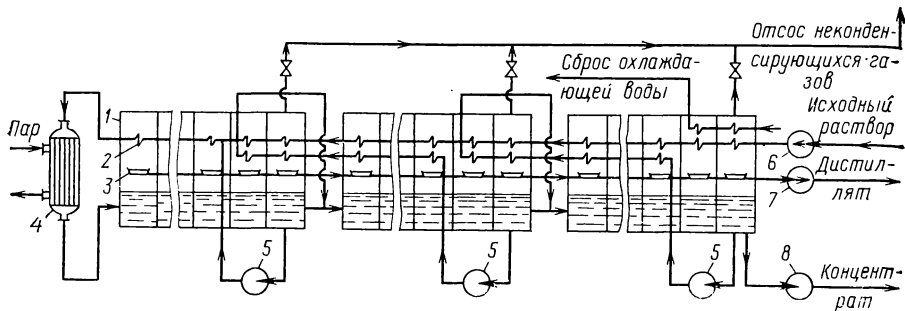 Отсос неконден-
сирующихся га-
зов
Сброс охлажда-
ющей воды
Исходный
раствор
Пар
1
2
3
4
5
5
5
6
Дистил-
лят
7
8
Концент-
рат